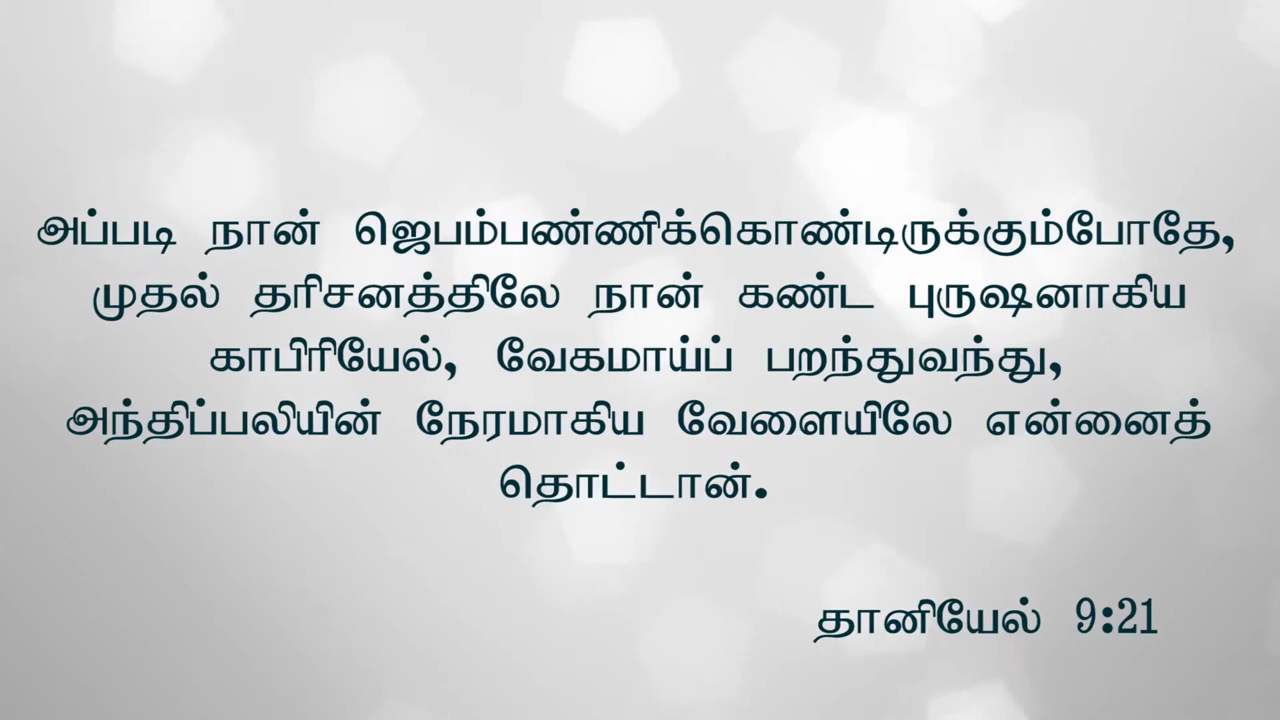 அப்படி நான் ஜெபம்பண்ணிக்கொண்டிருக்கும்போதே,
முதல் தரிசனத்திலே நான் கண்ட புருஷனாகிய
காபிரியேல், வேகமாய்ப் பறந்துவந்து,
அந்திப்பலியின் நேரமாகிய வேளையிலே என்னைத்
தொட்டான்.
தானியேல் 9:21